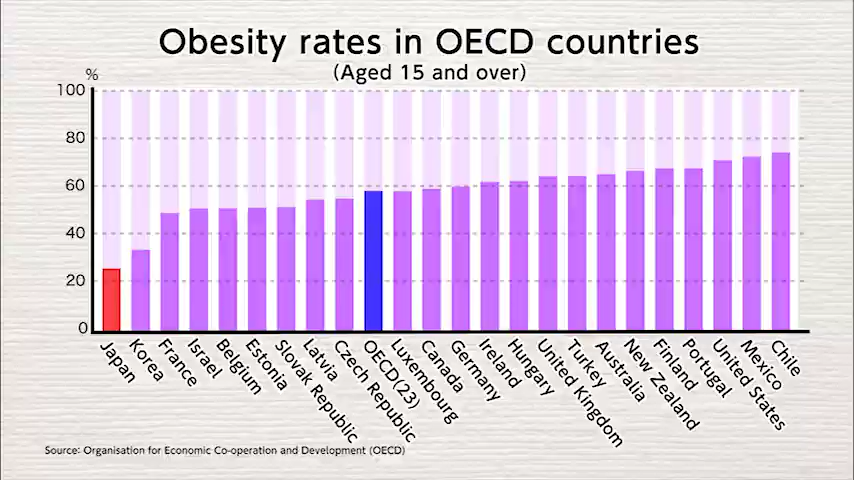 Obesity rates in OECD countries
(Aged 15 and over)
%
100
80
60
40
20
0
Japan
Korea
France
Israel
Belgium
Estonia
Slovak Republic
Latvia
Czech Republic
OECD(23)
Luxembourg
Canada
Germany
Ireland
Hungary
United Kingdom
Turkey
Australia
New Zealand
Finland
Portugal
United States
Mexico
Chile
Source: Organisation for Economic Co-operation and Development (OECD)